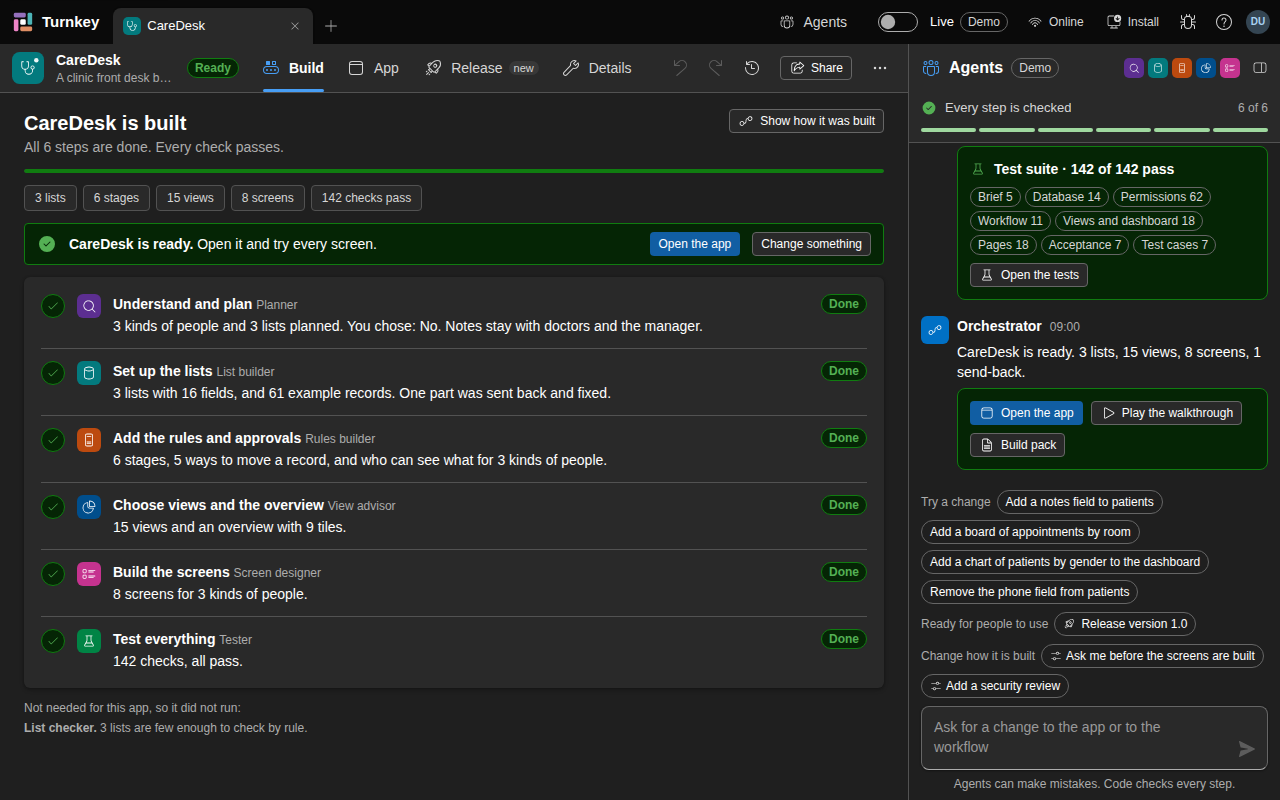 Turnkey
CareDesk
Agents
Live
Demo
Online
Install
DU
CareDesk
A clinic front desk b…
Ready
Build
App
Release new
Details
Share
Agents
Demo
CareDesk is built
All 6 steps are done. Every check passes.
Show how it was built
3 lists
6 stages
15 views
8 screens
142 checks pass
CareDesk is ready. Open it and try every screen.
Open the app
Change something
Understand and plan Planner
Done
3 kinds of people and 3 lists planned. You chose: No. Notes stay with doctors and the manager.
Set up the lists List builder
Done
3 lists with 16 fields, and 61 example records. One part was sent back and fixed.
Add the rules and approvals Rules builder
Done
6 stages, 5 ways to move a record, and who can see what for 3 kinds of people.
Choose views and the overview View advisor
Done
15 views and an overview with 9 tiles.
Build the screens Screen designer
Done
8 screens for 3 kinds of people.
Test everything Tester
Done
142 checks, all pass.
Not needed for this app, so it did not run:
List checker. 3 lists are few enough to check by rule.
Every step is checked
6 of 6
Test suite · 142 of 142 pass
Brief 5
Database 14
Permissions 62
Workflow 11
Views and dashboard 18
Pages 18
Acceptance 7
Test cases 7
Open the tests
Orchestrator 09:00
CareDesk is ready. 3 lists, 15 views, 8 screens, 1
send-back.
Open the app
Play the walkthrough
Build pack
Try a change
Add a notes field to patients
Add a board of appointments by room
Add a chart of patients by gender to the dashboard
Remove the phone field from patients
Ready for people to use
Release version 1.0
Change how it is built
Ask me before the screens are built
Add a security review
Ask for a change to the app or to the
workflow
Agents can make mistakes. Code checks every step.